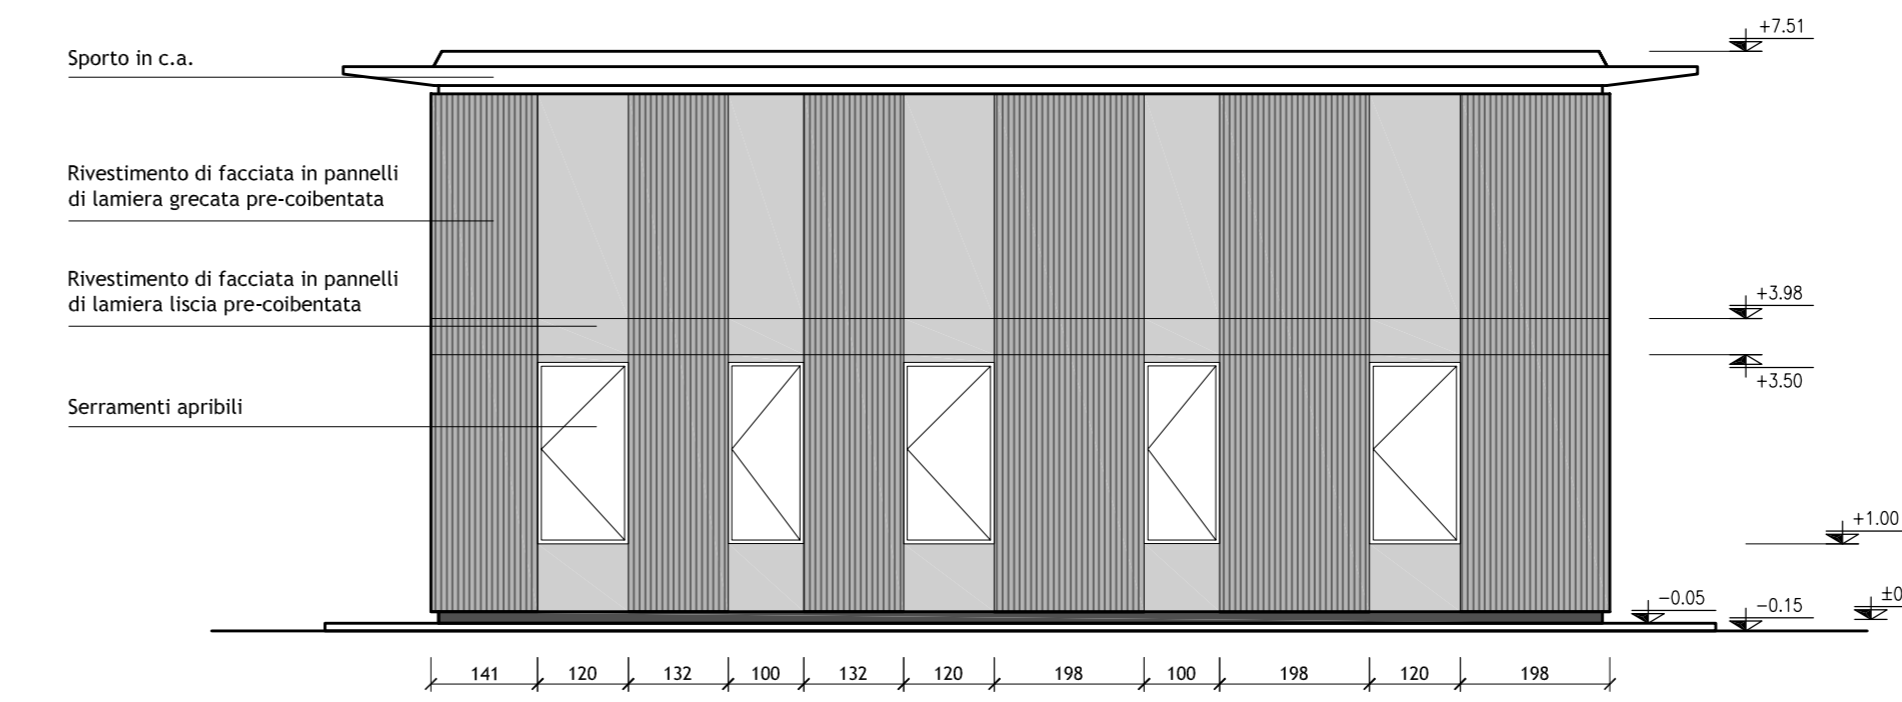 Sporto in c.a.
Rivestimento di facciata in pannelli
di lamiera grecata pre-coibentata
Rivestimento di facciata in pannelli
di lamiera liscia pre-coibentata
Serramenti apribili
+7.51
+3.98
+3.50
+1.00
±0
-0.05
-0.15
141 120 132 100 132 120 198 100 198 120 198